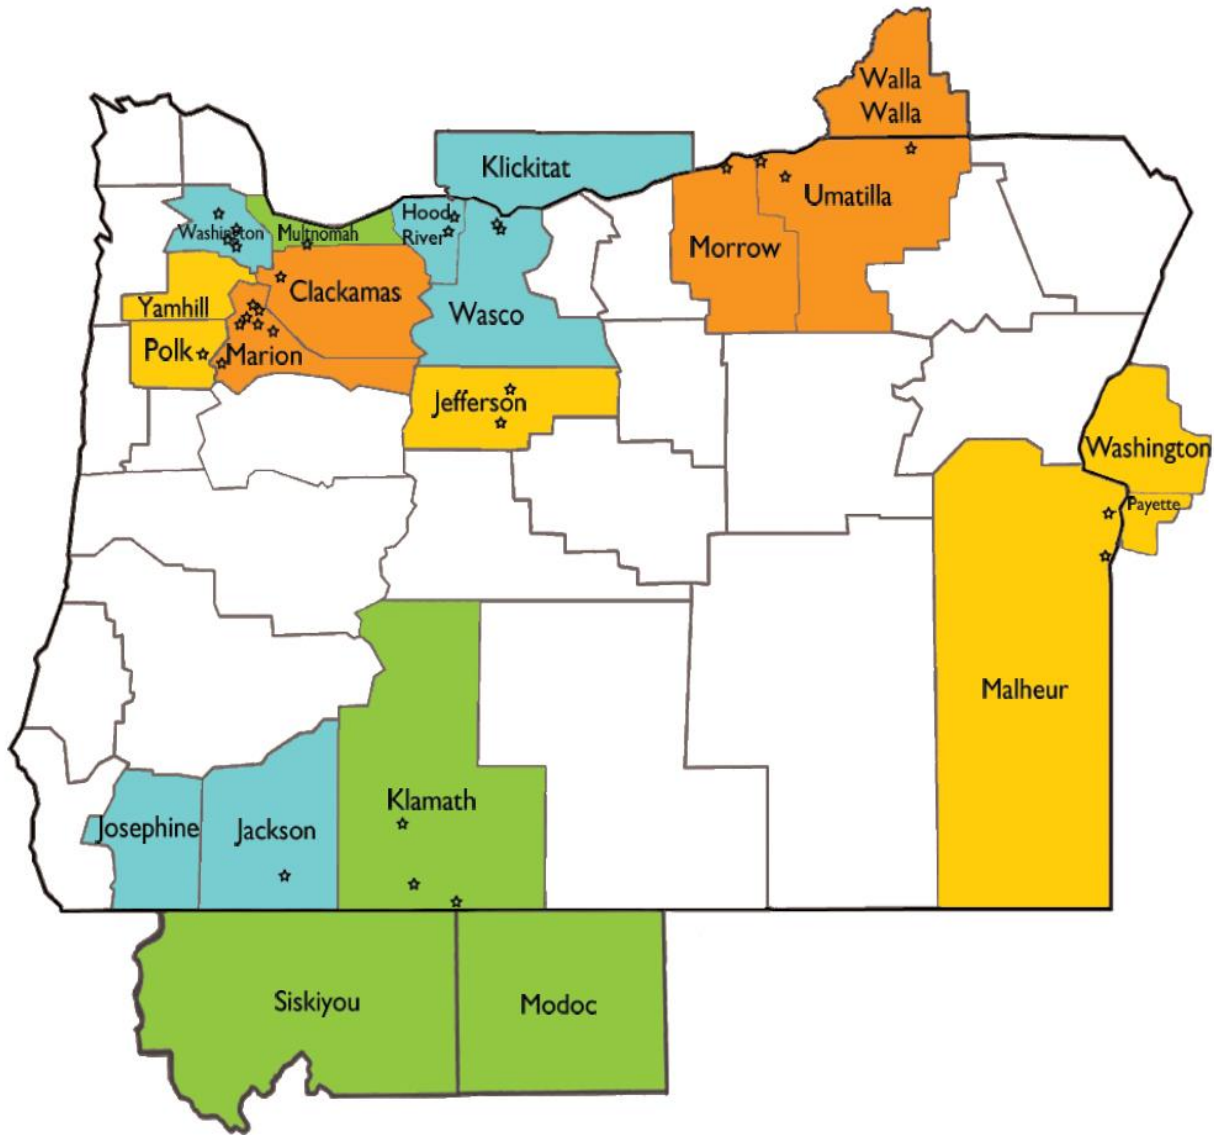 Walla
Walla
Klickitat
Umatilla
Hood
River
Washington
Multnomah
Morrow
Clackamas
Yamhill
Wasco
Polk
Marion
Jefferson
Washington
Payette
Malheur
Klamath
Josephine
Jackson
Siskiyou
Modoc